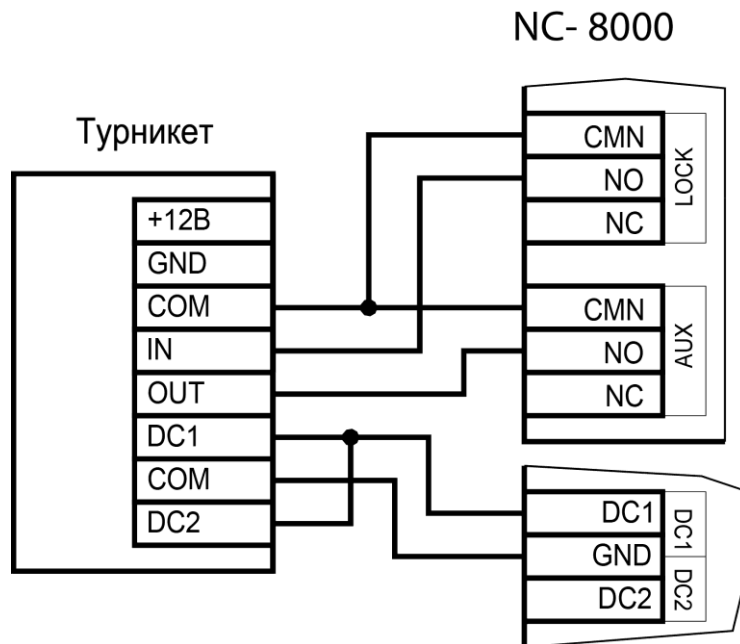 NC- 8000
Турникет
+12В
GND
COM
IN
OUT
DC1
COM
DC2
CMN
NO
NC
LOCK
CMN
NO
NC
AUX
DC1
GND
DC2
DC1
DC2